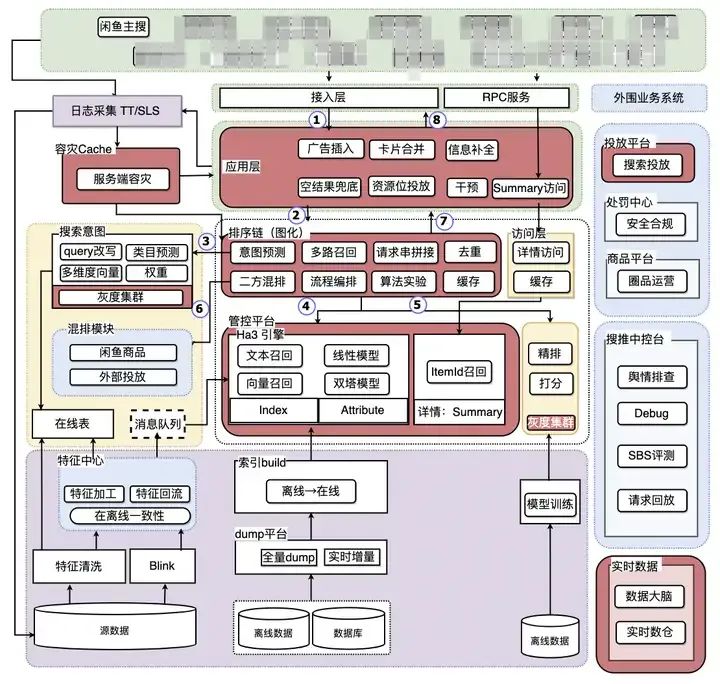 闲鱼主搜
日志采集 TT/SLS
接入层
RPC服务
外围业务系统
①
⑧
容灾Cache
服务端容灾
广告插入
卡片合并
信息补全
应用层
空结果兜底
资源位投放
干预
Summary访问
②
⑦
投放平台
搜索投放
处罚中心
安全合规
商品平台
圈品运营
搜索意图
query改写
类目预测
多维度向量
权重
灰度集群
③
⑥
排序链(图化)
意图预测
多路召回
请求串拼接
去重
二方混排
流程编排
算法实验
缓存
④
⑤
访问层
详情访问
缓存
混排模块
闲鱼商品
外部投放
管控平台
Ha3 引擎
文本召回
线性模型
向量召回
双塔模型
Index
Attribute
ItemId召回
详情：Summary
精排
打分
灰度集群
搜推中控台
舆情排查
Debug
SBS评测
请求回放
在线表
消息队列
特征中心
特征加工
特征回流
在离线一致性
特征清洗
Blink
源数据
索引build
离线→在线
dump平台
全量dump
实时增量
离线数据
数据库
模型训练
离线数据
实时数据
数据大脑
实时数仓